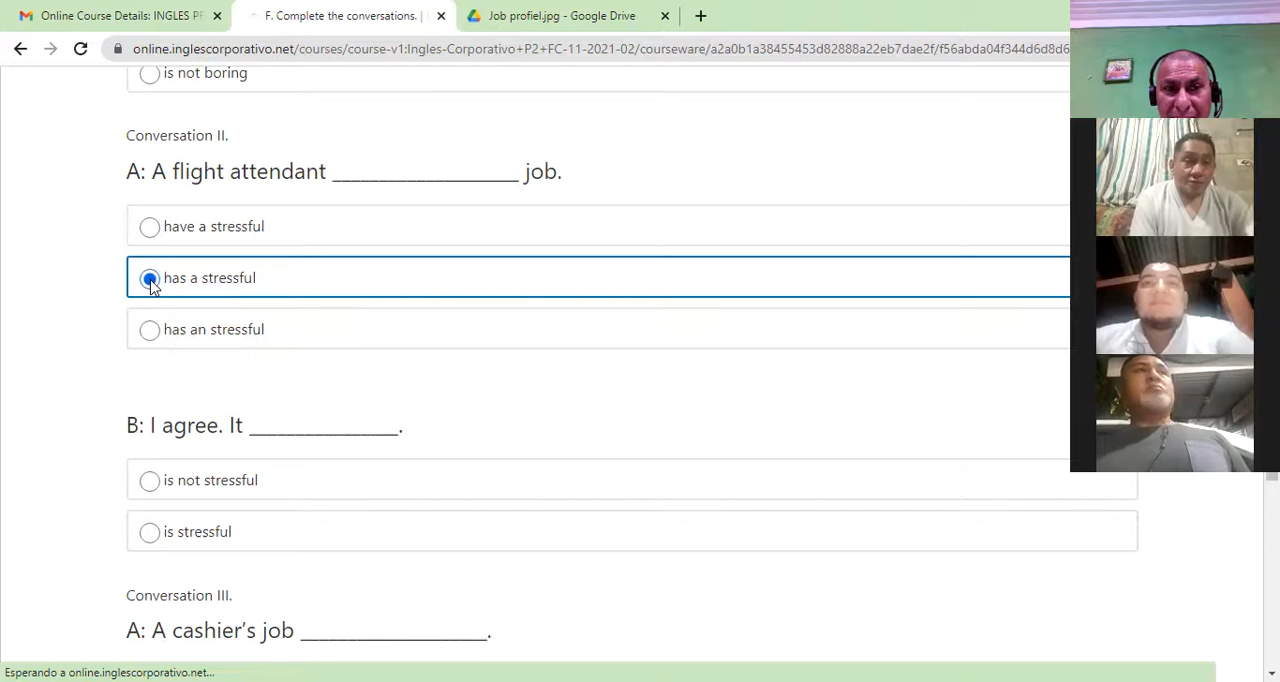 Online Course Details: INGLES PF
F. Complete the conversations. |
Job profiel.jpg - Google Drive
online.inglescorporativo.net/courses/course-v1:Ingles-Corporativo+P2+FC-11-2021-02/courseware/a2a0b1a38455453d82888a22eb7dae2f/f56abda04f344d6d8d6
is not boring
Conversation II.
A: A flight attendant ____________________ job.
have a stressful
has a stressful
has an stressful
B: I agree. It ________________.
is not stressful
is stressful
Conversation III.
A: A cashier's job ____________________.
Esperando a online.inglescorporativo.net...